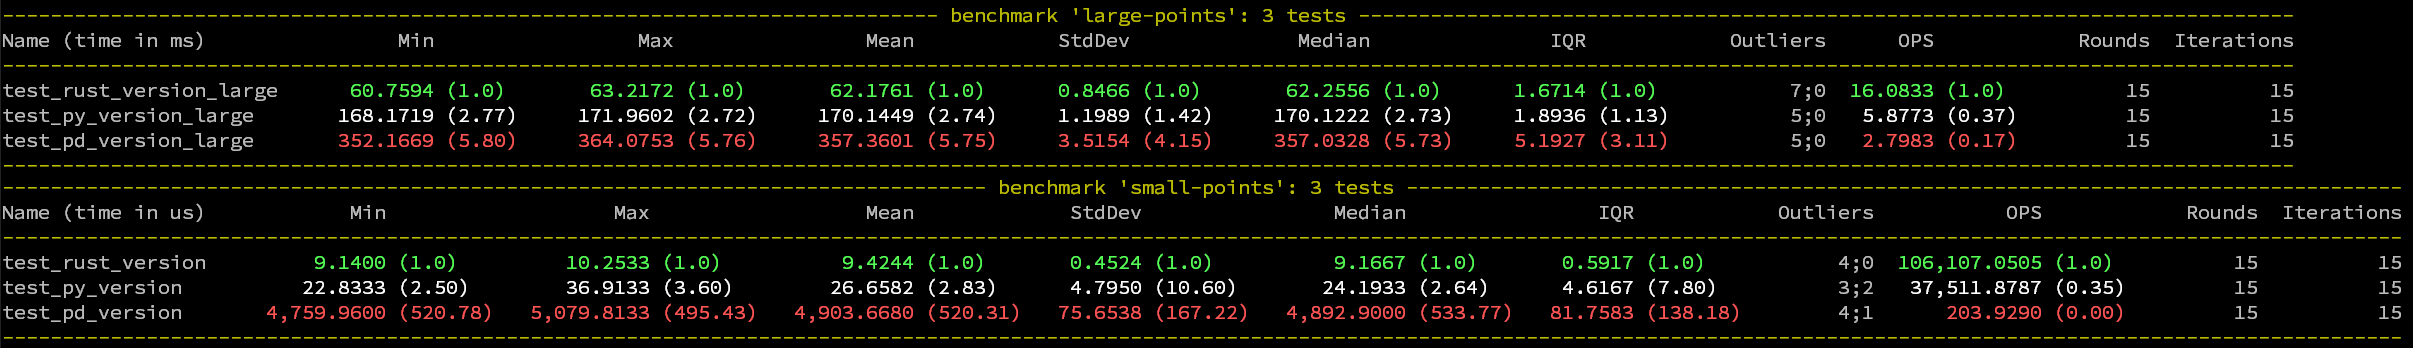 benchmark 'large-points': 3 tests
Name (time in ms) Min Max Mean StdDev Median IQR Outliers OPS Rounds Iterations
test_rust_version_large 60.7594 (1.0) 63.2172 (1.0) 62.1761 (1.0) 0.8466 (1.0) 62.2556 (1.0) 1.6714 (1.0) 7;0 16.0833 (1.0) 15 15
test_py_version_large 168.1719 (2.77) 171.9602 (2.72) 170.1449 (2.74) 1.1989 (1.42) 170.1222 (2.73) 1.8936 (1.13) 5;0 5.8773 (0.37) 15 15
test_pd_version_large 352.1669 (5.80) 364.0753 (5.76) 357.3601 (5.75) 3.5154 (4.15) 357.0328 (5.73) 5.1927 (3.11) 5;0 2.7983 (0.17) 15 15
benchmark 'small-points': 3 tests
Name (time in us) Min Max Mean StdDev Median IQR Outliers OPS Rounds Iterations
test_rust_version 9.1400 (1.0) 10.2533 (1.0) 9.4244 (1.0) 0.4524 (1.0) 9.1667 (1.0) 0.5917 (1.0) 4;0 106,107.0505 (1.0) 15 15
test_py_version 22.8333 (2.50) 36.9133 (3.60) 26.6582 (2.83) 4.7950 (10.60) 24.1933 (2.64) 4.6167 (7.80) 3;2 37,511.8787 (0.35) 15 15
test_pd_version 4,759.9600 (520.78) 5,079.8133 (495.43) 4,903.6680 (520.31) 75.6538 (167.22) 4,892.9000 (533.77) 81.7583 (138.18) 4;1 203.9290 (0.00) 15 15